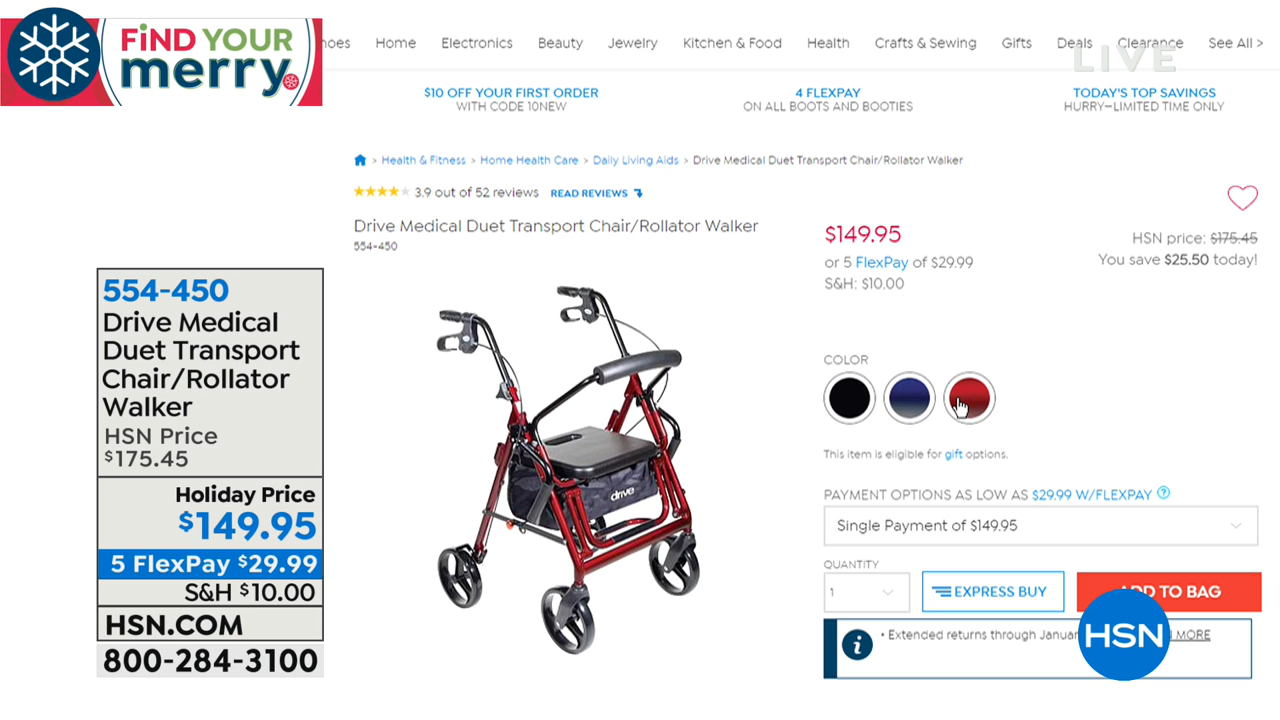 FiND YOUR
merry.
Home Electronics Beauty Jewelry Kitchen & Food Health Crafts & Sewing Gifts Deals Clearance See All >
LIVE
$10 OFF YOUR FIRST ORDER
WITH CODE 10NEW
4 FLEXPAY
ON ALL BOOTS AND BOOTIES
TODAY'S TOP SAVINGS
HURRY—LIMITED TIME ONLY
> Health & Fitness > Home Health Care > Daily Living Aids > Drive Medical Duet Transport Chair/Rollator Walker
3.9 out of 52 reviews READ REVIEWS
Drive Medical Duet Transport Chair/Rollator Walker
554-450
$149.95
or 5 FlexPay of $29.99
S&H: $10.00
HSN price: $175.45
You save $25.50 today!
554-450
Drive Medical
Duet Transport
Chair/Rollator
Walker
HSN Price
$175.45
Holiday Price
$149.95
5 FlexPay $29.99
S&H $10.00
HSN.COM
800-284-3100
drive
COLOR
This item is eligible for gift options.
PAYMENT OPTIONS AS LOW AS $29.99 W/FLEXPAY ?
Single Payment of $149.95
QUANTITY
1
EXPRESS BUY
ADD TO BAG
i
• Extended returns through
MORE
HSN